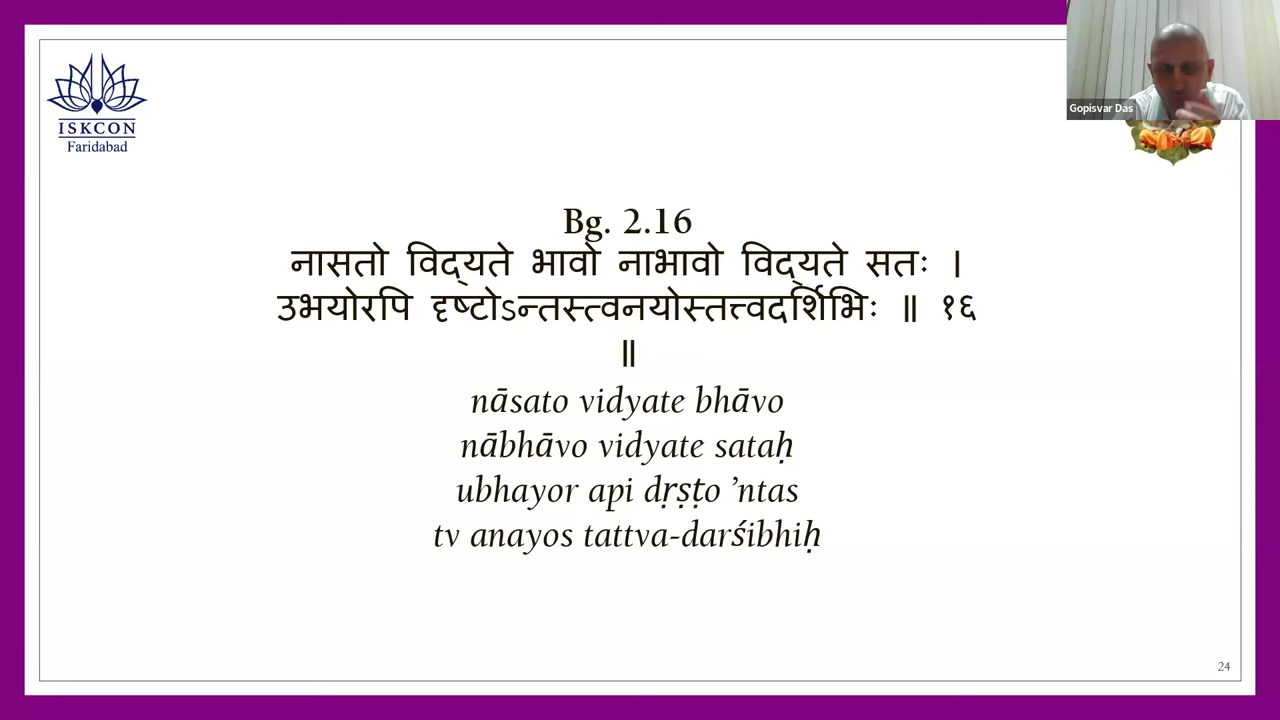 ISKCON
Faridabad
Gopisvar Das
Bg. 2.16
नासतो विद्‌यते भावो नाभावो विद्‌यते सतः ।
उभयोरपि दृष्टोऽन्तस्त्वनयोस्तत्त्वदर्शिभिः ॥ १६
॥
nāsato vidyate bhāvo
nābhāvo vidyate sataḥ
ubhayor api dṛṣṭo ’ntas
tv anayos tattva-darśibhiḥ
24